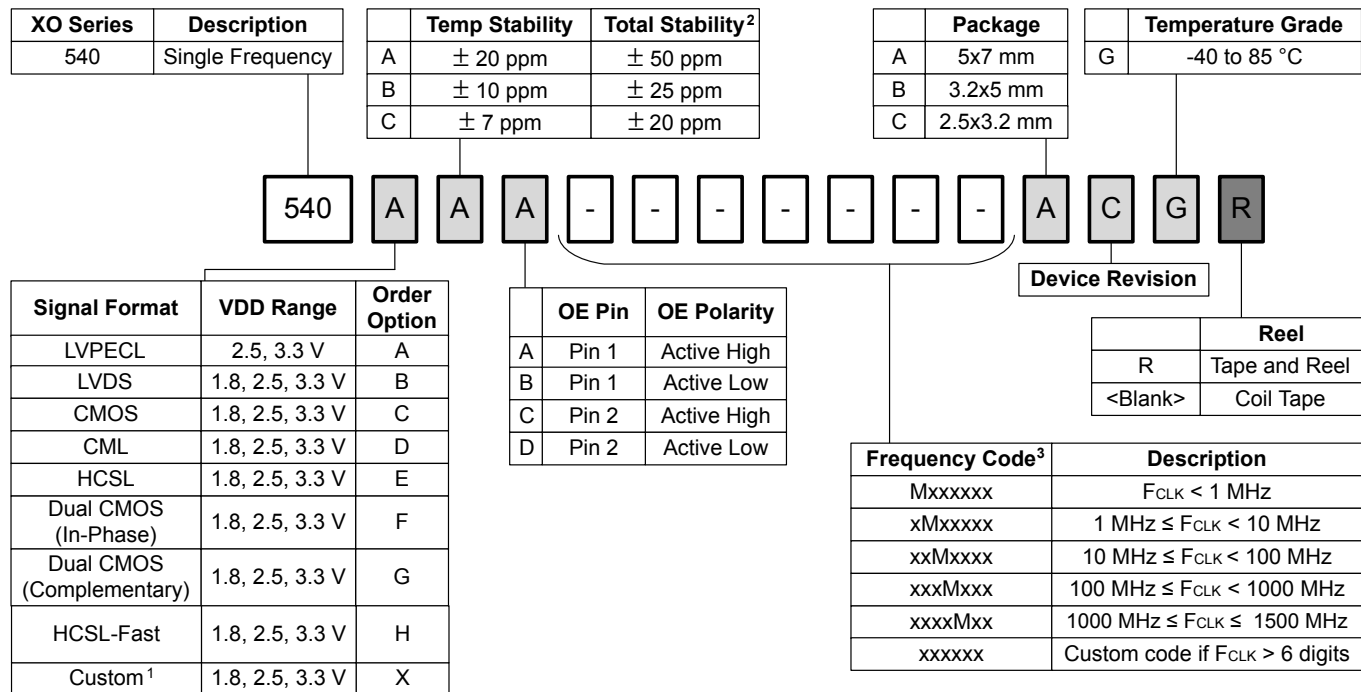 XO Series Description
540 Single Frequency
Temp Stability Total Stability²
A ± 20 ppm ± 50 ppm
B ± 10 ppm ± 25 ppm
C ± 7 ppm ± 20 ppm
Package
A 5x7 mm
B 3.2x5 mm
C 2.5x3.2 mm
Temperature Grade
G -40 to 85 °C
540 A A A - - - - - - - A C G R
Signal Format VDD Range Order Option
LVPECL 2.5, 3.3 V A
LVDS 1.8, 2.5, 3.3 V B
CMOS 1.8, 2.5, 3.3 V C
CML 1.8, 2.5, 3.3 V D
HCSL 1.8, 2.5, 3.3 V E
Dual CMOS
(In-Phase) 1.8, 2.5, 3.3 V F
Dual CMOS
(Complementary) 1.8, 2.5, 3.3 V G
HCSL-Fast 1.8, 2.5, 3.3 V H
Custom¹ 1.8, 2.5, 3.3 V X
OE Pin OE Polarity
A Pin 1 Active High
B Pin 1 Active Low
C Pin 2 Active High
D Pin 2 Active Low
Device Revision
Reel
R Tape and Reel
<Blank> Coil Tape
Frequency Code³ Description
Mxxxxxx FCLK < 1 MHz
xMxxxxx 1 MHz ≤ FCLK < 10 MHz
xxMxxxx 10 MHz ≤ FCLK < 100 MHz
xxxMxxx 100 MHz ≤ FCLK < 1000 MHz
xxxxMxx 1000 MHz ≤ FCLK ≤ 1500 MHz
xxxxxx Custom code if FCLK > 6 digits